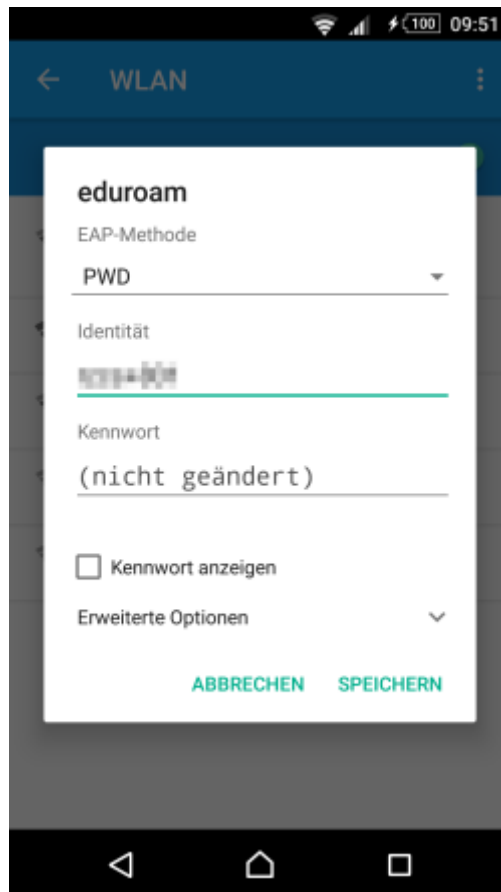 100 09:51
WLAN
eduroam
EAP-Methode
PWD
Identität
Kennwort
(nicht geändert)
Kennwort anzeigen
Erweiterte Optionen
ABBRECHEN SPEICHERN